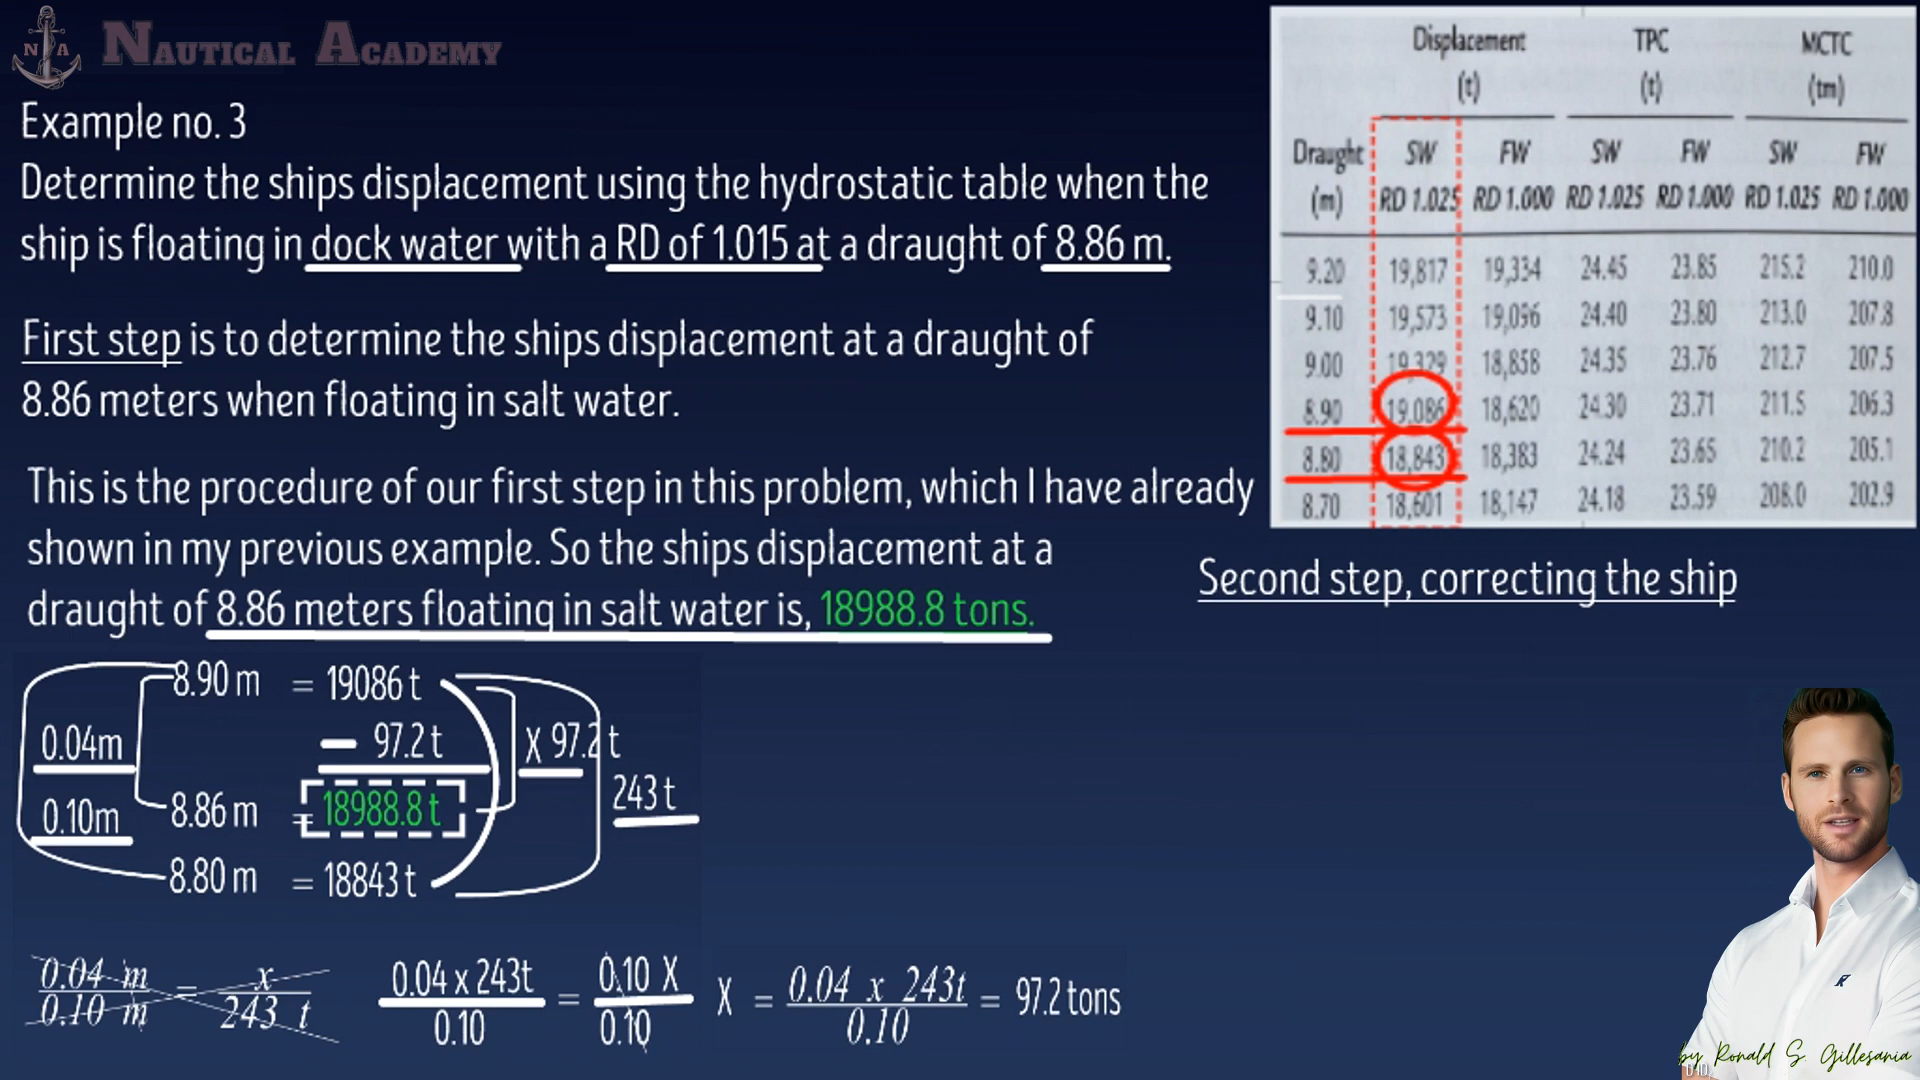 N A NAUTICAL ACADEMY
Example no. 3
Determine the ships displacement using the hydrostatic table when the
ship is floating in dock water with a RD of 1.015 at a draught of 8.86 m.
First step is to determine the ships displacement at a draught of
8.86 meters when floating in salt water.
This is the procedure of our first step in this problem, which I have already
shown in my previous example. So the ships displacement at a
draught of 8.86 meters floating in salt water is, 18988.8 tons.
8.90 m = 19086 t
0.04m — 97.2 t X 97.2 t
243 t
0.10m 8.86 m = 18988.8 t
8.80 m = 18843 t
0.04 m = x 0.04 x 243t = 0.10 X X = 0.04 x 243t = 97.2 tons
0.10 m 243 t 0.10 0.10 0.10
Displacement TPC MCTC
(t) (t) (tm)
Draught SW FW SW FW SW FW
(m) RD 1.025 RD 1.000 RD 1.025 RD 1.000 RD 1.025 RD 1.000
9.20 19,817 19,334 24.45 23.85 215.2 210.0
9.10 19,573 19,096 24.40 23.80 213.0 207.8
9.00 19,329 18,858 24.35 23.76 212.7 207.5
8.90 19,086 18,620 24.30 23.71 211.5 206.3
8.80 18,843 18,383 24.24 23.65 210.2 205.1
8.70 18,601 18,147 24.18 23.59 208.0 202.9
Second step, correcting the ship
by Ronald S. Gillesania